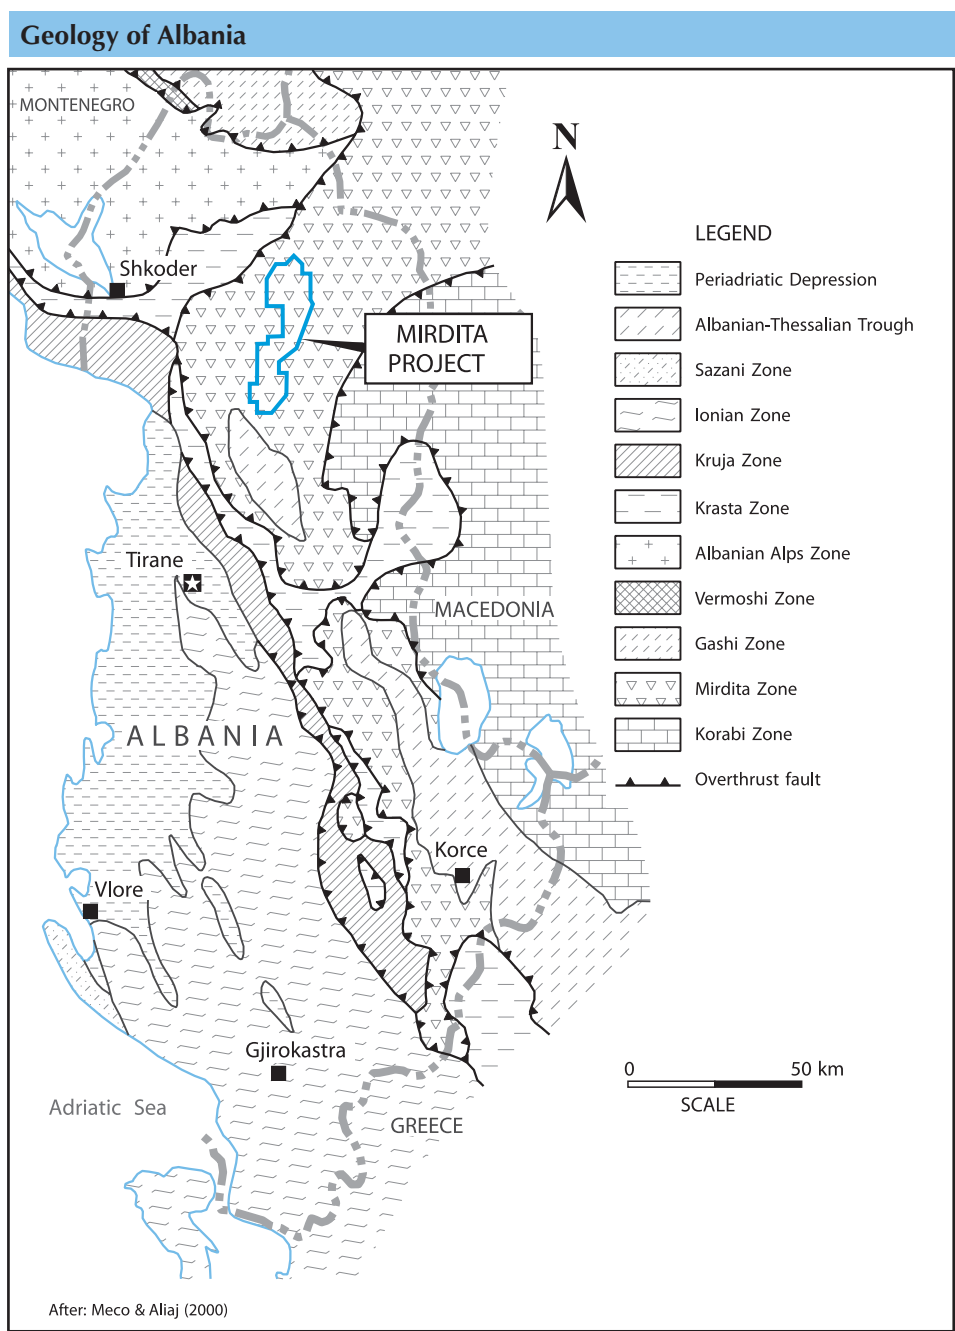 Geology of Albania
MONTENEGRO
N
LEGEND
Shkoder
Periadriatic Depression
Albanian-Thessalian Trough
MIRDITA
PROJECT
Sazani Zone
Ionian Zone
Kruja Zone
Krasta Zone
Albanian Alps Zone
Tirane
Vermoshi Zone
MACEDONIA
Gashi Zone
Mirdita Zone
ALBANIA
Korabi Zone
Overthrust fault
Korce
Vlore
Gjirokastra
0 50 km
SCALE
Adriatic Sea
GREECE
After: Meco & Aliaj (2000)